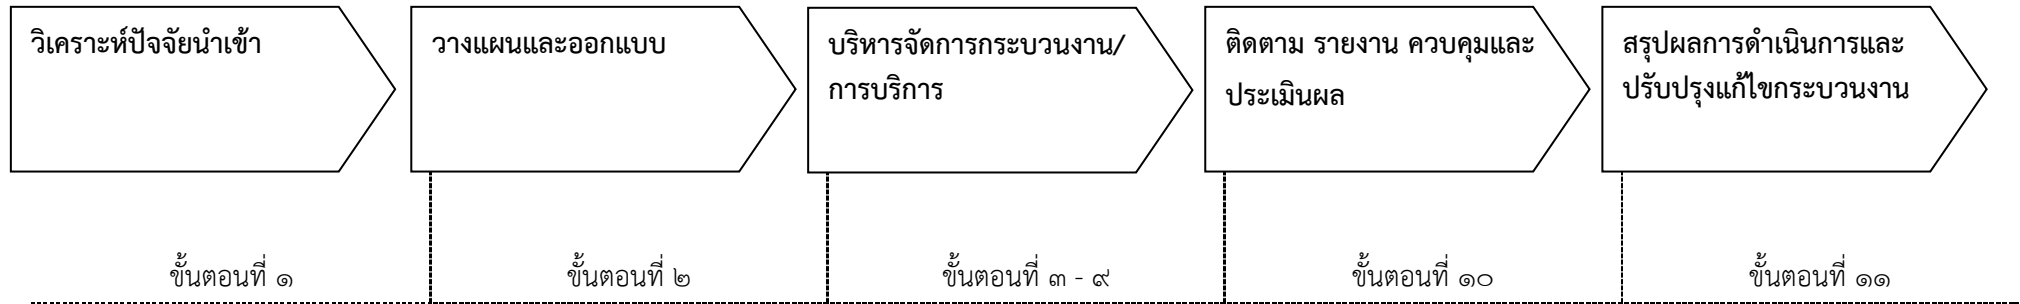 วิเคราะห์ปัจจัยนำเข้า
วางแผนและออกแบบ
บริหารจัดการกระบวนงาน/
การบริการ
ติดตาม รายงาน ควบคุมและ
ประเมินผล
สรุปผลการดำเนินการและ
ปรับปรุงแก้ไขกระบวนงาน
ขั้นตอนที่ ๑
ขั้นตอนที่ ๒
ขั้นตอนที่ ๓ - ๙
ขั้นตอนที่ ๑๐
ขั้นตอนที่ ๑๑